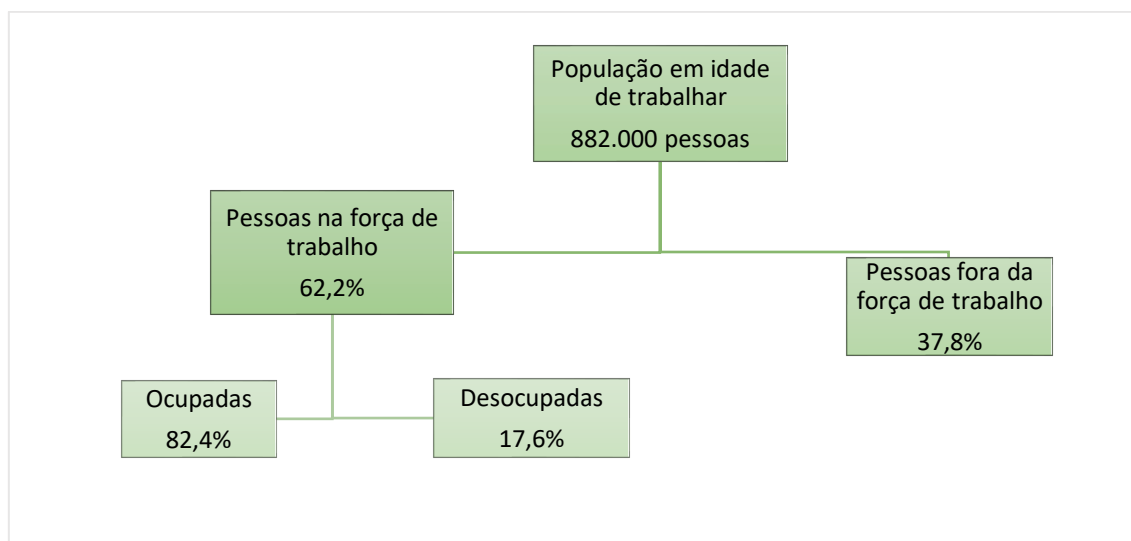 População em idade
de trabalhar
882.000 pessoas
Pessoas na força de
trabalho
62,2%
Pessoas fora da
força de trabalho
37,8%
Ocupadas
82,4%
Desocupadas
17,6%